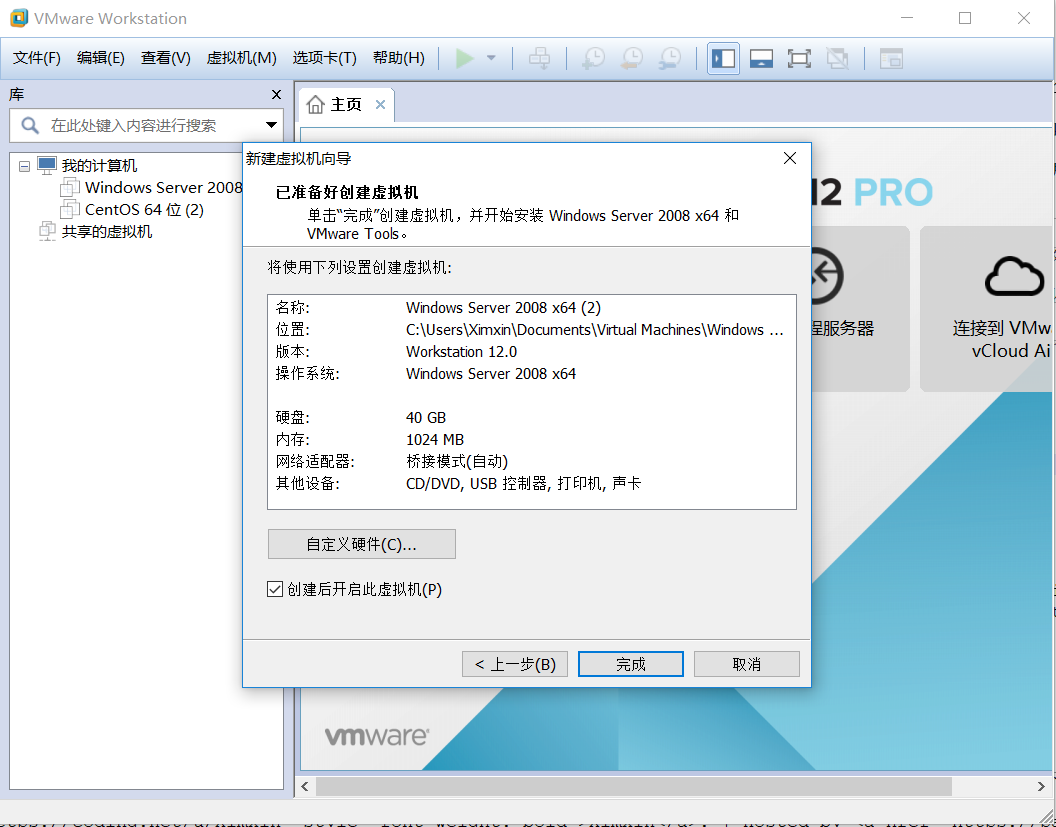 VMware Workstation
文件(F) 编辑(E) 查看(V) 虚拟机(M) 选项卡(T) 帮助(H)
库
主页
在此处键入内容进行搜索
我的计算机
Windows Server 2008
CentOS 64 位 (2)
共享的虚拟机
12 PRO
程服务器
连接到 VMw
vCloud Ai
新建虚拟机向导
已准备好创建虚拟机
单击“完成”创建虚拟机，并开始安装 Windows Server 2008 x64 和
VMware Tools。
将使用下列设置创建虚拟机:
名称: Windows Server 2008 x64 (2)
位置: C:\Users\Ximxin\Documents\Virtual Machines\Windows ...
版本: Workstation 12.0
操作系统: Windows Server 2008 x64
硬盘: 40 GB
内存: 1024 MB
网络适配器: 桥接模式(自动)
其他设备: CD/DVD, USB 控制器, 打印机, 声卡
自定义硬件(C)...
创建后开启此虚拟机(P)
< 上一步(B) 完成 取消
vmware